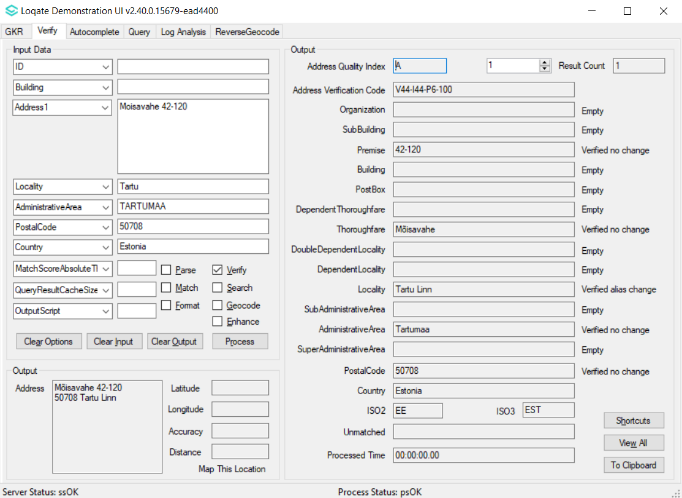 Loqate Demonstration UI v2.40.0.15679-ead4400
GKR Verify Autocomplete Query Log Analysis ReverseGeocode
Input Data
ID
Building
Address1 Moisavahe 42-120
Locality Tartu
AdministrativeArea TARTUMAA
PostalCode 50708
Country Estonia
MatchScoreAbsoluteTl Parse Verify
QueryResultCacheSize Match Search
OutputScript Format Geocode
Enhance
Clear Options Clear Input Clear Output Process
Output
Address Mõisavahe 42-120
50708 Tartu Linn
Latitude
Longitude
Accuracy
Distance
Map This Location
Output
Address Quality Index A 1 Result Count 1
Address Verification Code V44-I44-P6-100
Organization Empty
SubBuilding Empty
Premise 42-120 Verified no change
Building Empty
PostBox Empty
DependentThoroughfare Empty
Thoroughfare Mõisavahe Verified no change
DoubleDependentLocality Empty
DependentLocality Empty
Locality Tartu Linn Verified alias change
SubAdministrativeArea Empty
AdministrativeArea Tartumaa Verified no change
SuperAdministrativeArea Empty
PostalCode 50708 Verified no change
Country Estonia
ISO2 EE ISO3 EST
Unmatched
Processed Time 00:00:00.00
Shortcuts
View All
To Clipboard
Server Status: ssOK Process Status: psOK